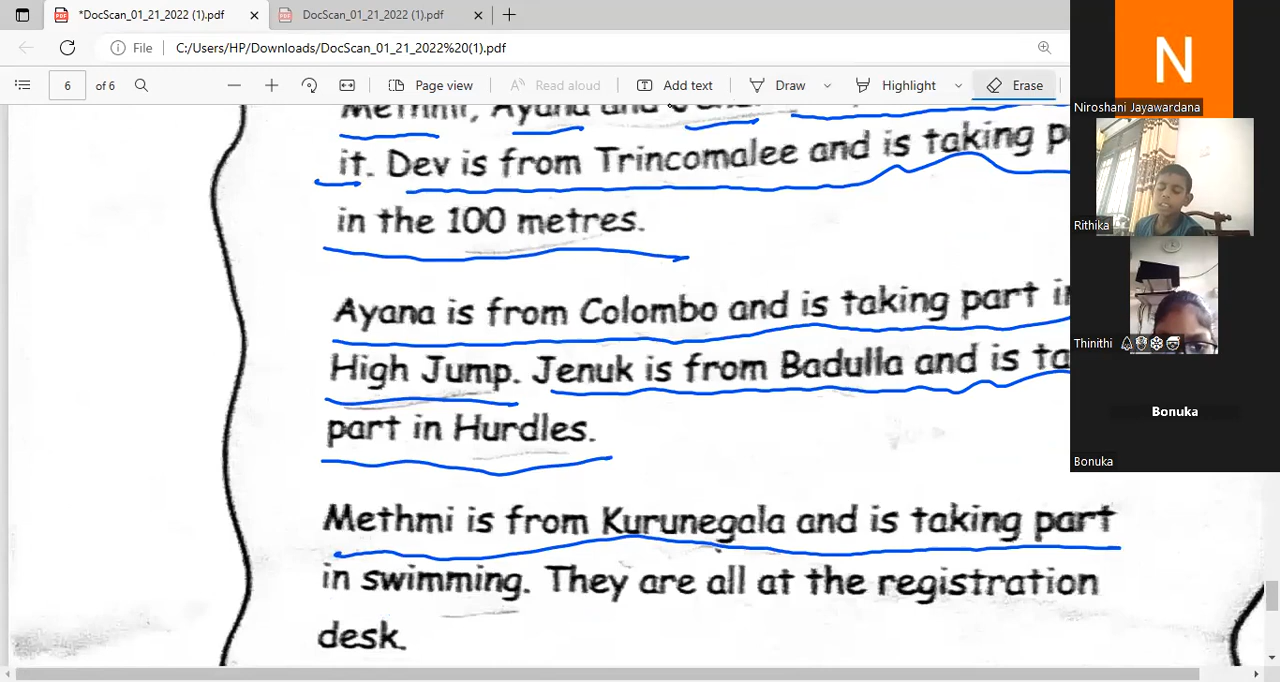 *DocScan_01_21_2022 (1).pdf
DocScan_01_21_2022 (1).pdf
File C:/Users/HP/Downloads/DocScan_01_21_2022%20(1).pdf
6 of 6 Page view Read aloud Add text Draw Highlight Erase
Methmi, Ayana and
it. Dev is from Trincomalee and is taking p
in the 100 metres.
Ayana is from Colombo and is taking part in
High Jump. Jenuk is from Badulla and is ta
part in Hurdles.
Methmi is from Kurunegala and is taking part
in swimming. They are all at the registration
desk.
N
Niroshani Jayawardana
Rithika
Thinithi
Bonuka
Bonuka